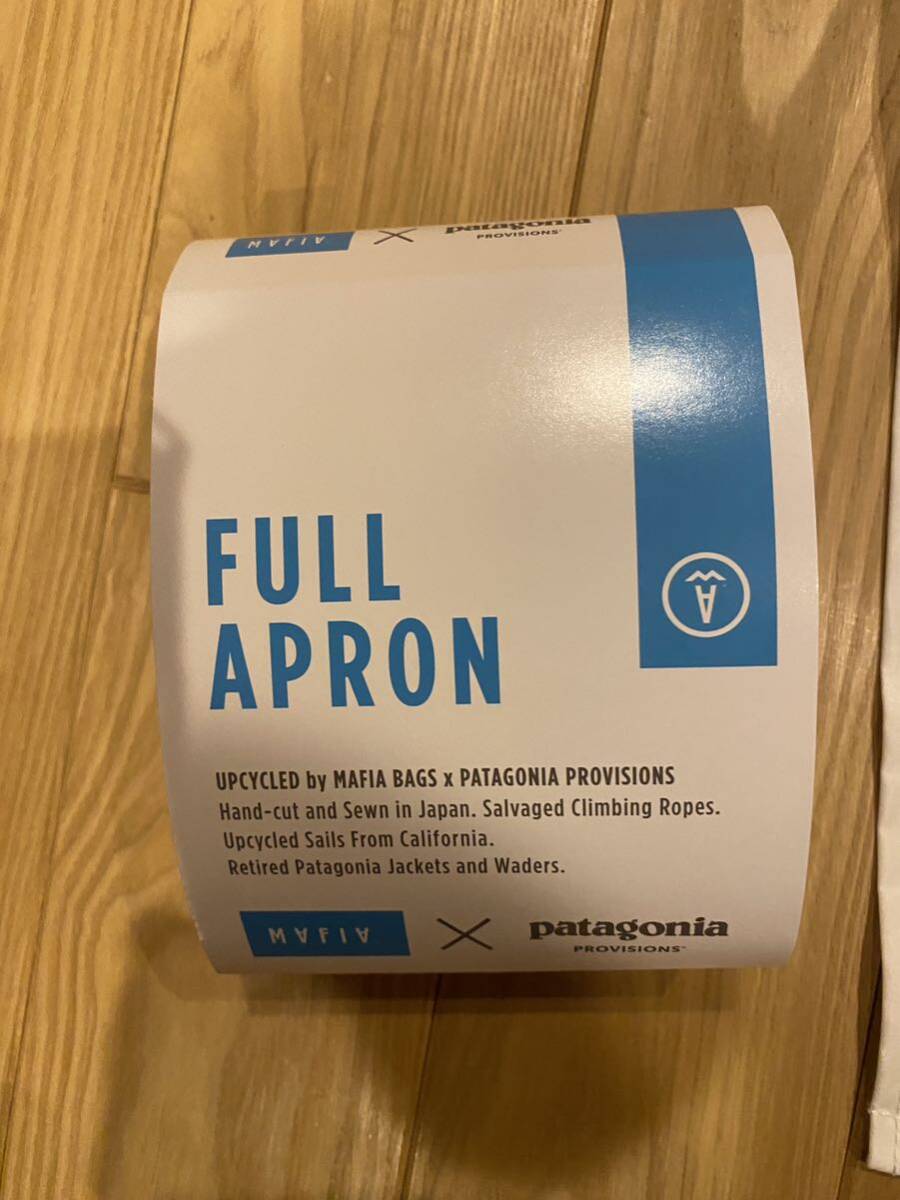 MAFIA patagonia
PROVISIONS
FULL
APRON
UPCYCLED by MAFIA BAGS x PATAGONIA PROVISIONS
Hand-cut and Sewn in Japan. Salvaged Climbing Ropes.
Upcycled Sails From California.
Retired Patagonia Jackets and Waders.
MAFIA X patagonia
PROVISIONS™